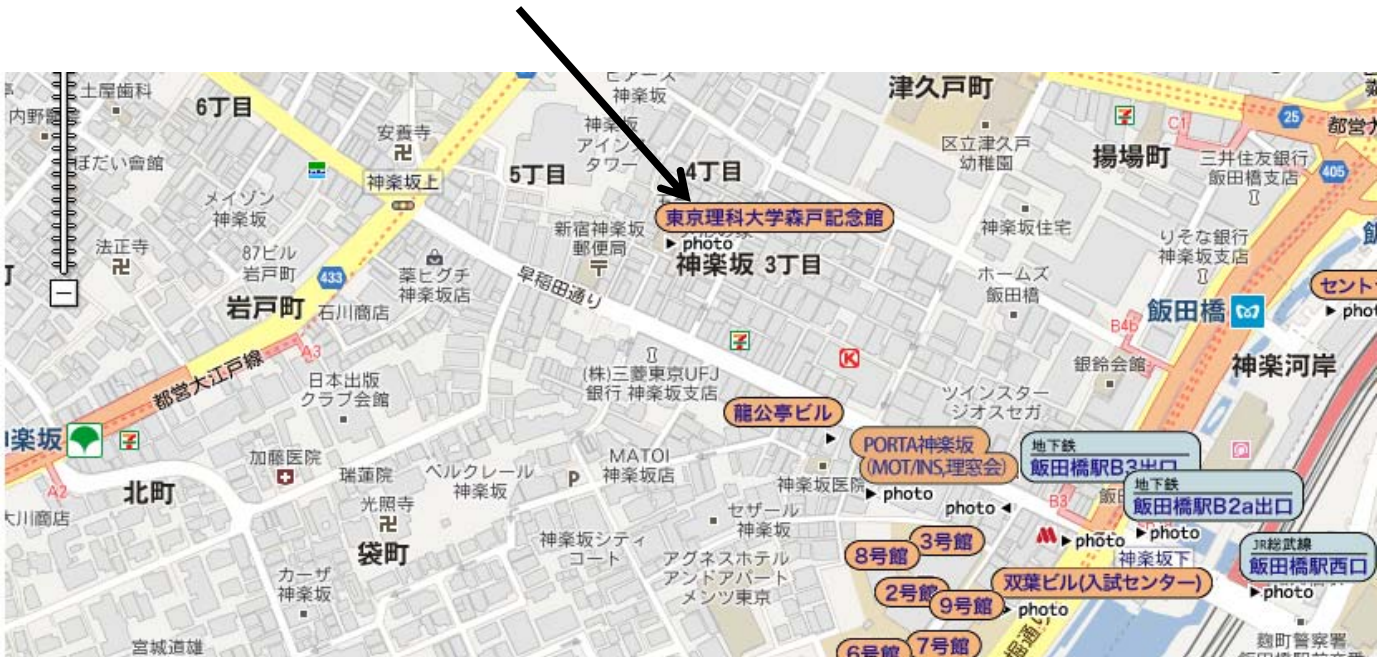 ピアース
神楽坂
津久戸町
土屋歯科
6丁目
25
安養寺
神楽坂
アインス
タワー
区立津久戸
幼稚園
C1
揚場町
三井住友銀行
飯田橋支店
405
ぼだい會館
5丁目
4丁目
神楽坂上
メイゾン
神楽坂
東京理科大学森戸記念館
▶ photo
新宿神楽坂
郵便局
神楽坂住宅
法正寺
87ビル
岩戸町
433
薬ヒグチ
神楽坂店
神楽坂 3丁目
りそな銀行
神楽坂支店
早稲田通り
ホームズ
飯田橋
岩戸町
石川商店
飯田橋
▶ phot
B4b
A3
K
銀鈴会館
神楽河岸
都営大江戸線
日本出版
クラブ会館
(株)三菱東京UFJ
銀行 神楽坂支店
ツインスター
ジオスセガ
龍公亭ビル
楽坂
PORTA神楽坂
(MOT/INS,理窓会)
▶ photo
地下鉄
飯田橋駅B3出口
加藤医院
瑞蓮院
ベルクレール
神楽坂
P
MATOI
神楽坂店
神楽坂医院
地下鉄
飯田橋駅B2a出口
▶ photo
A2
北町
大川商店
光照寺
セザール
神楽坂
photo ◀
B3
▶ photo
袋町
神楽坂シティ
コート
アグネスホテル
アンドアパート
メンツ東京
3号館
8号館
神楽坂下
JR総武線
飯田橋駅西口
▶ photo
カーサ
神楽坂
2号館
9号館
双葉ビル(入試センター)
▶ photo
宮城道雄
6号館
7号館
麹町警察署